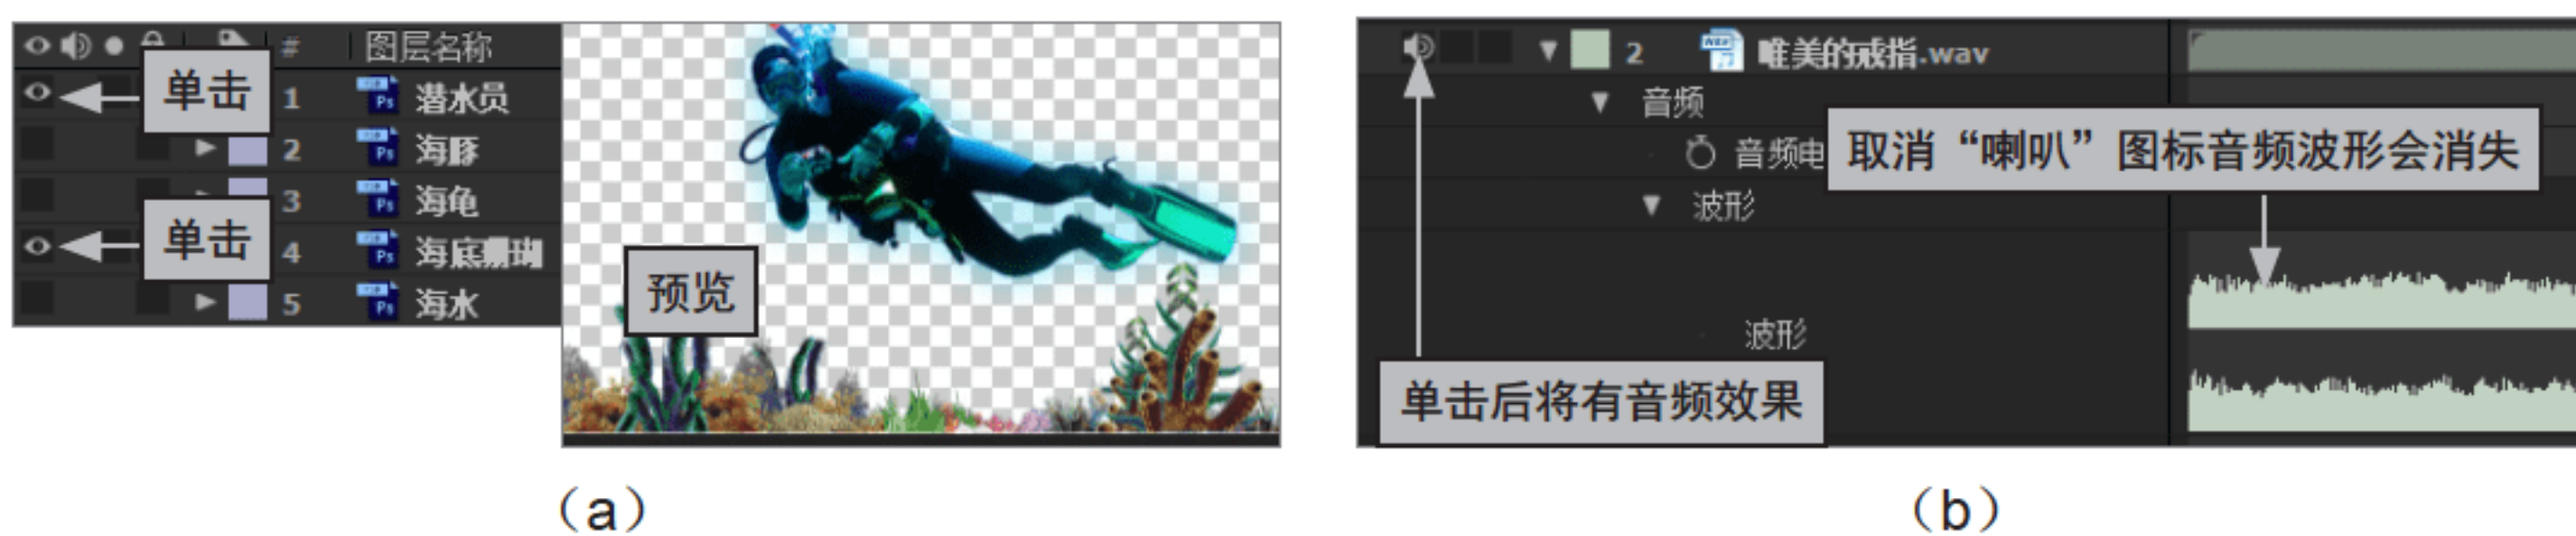 # 图层名称
单击
1 潜水员
2 海豚
3 海龟
单击
4 海底珊瑚
5 海水
预览
(a)
2 唯美的戒指.wav
音频
音频电
取消“喇叭”图标音频波形会消失
波形
波形
单击后将有音频效果
(b)